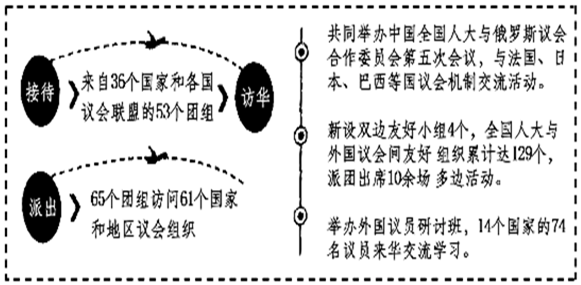 接待
来自36个国家和各国
议会联盟的53个团组
访华
派出
65个团组访问61个国家
和地区议会组织
共同举办中国全国人大与俄罗斯议会
合作委员会第五次会议，与法国、日
本、巴西等国议会机制交流活动。
新设双边友好小组4个，全国人大与
外国议会间友好 组织累计达129个，
派团出席10余场 多边活动。
举办外国议员研讨班，14个国家的74
名议员来华交流学习。